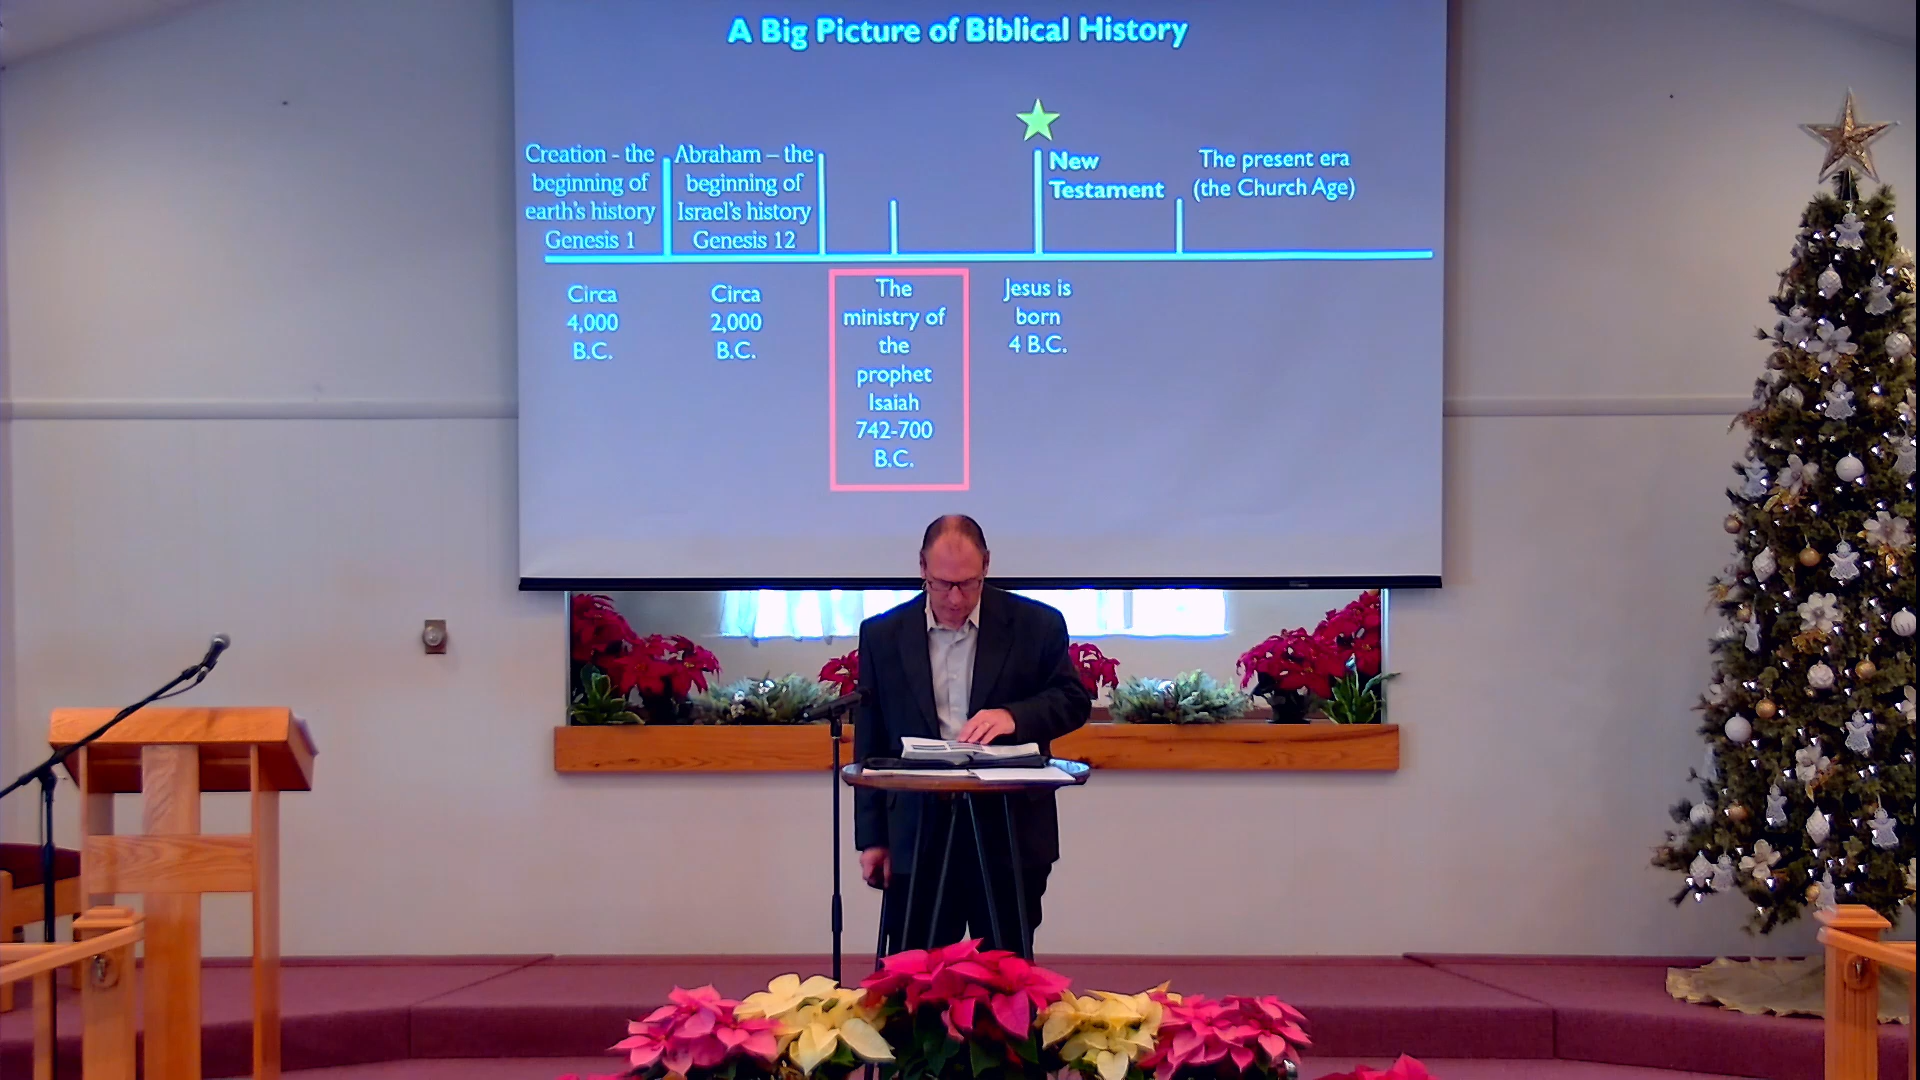 A Big Picture of Biblical History
Creation - the
beginning of
earth's history
Genesis 1
Abraham – the
beginning of
Israel's history
Genesis 12
New
Testament
The present era
(the Church Age)
Circa
4,000
B.C.
Circa
2,000
B.C.
The
ministry of
the
prophet
Isaiah
742-700
B.C.
Jesus is
born
4 B.C.